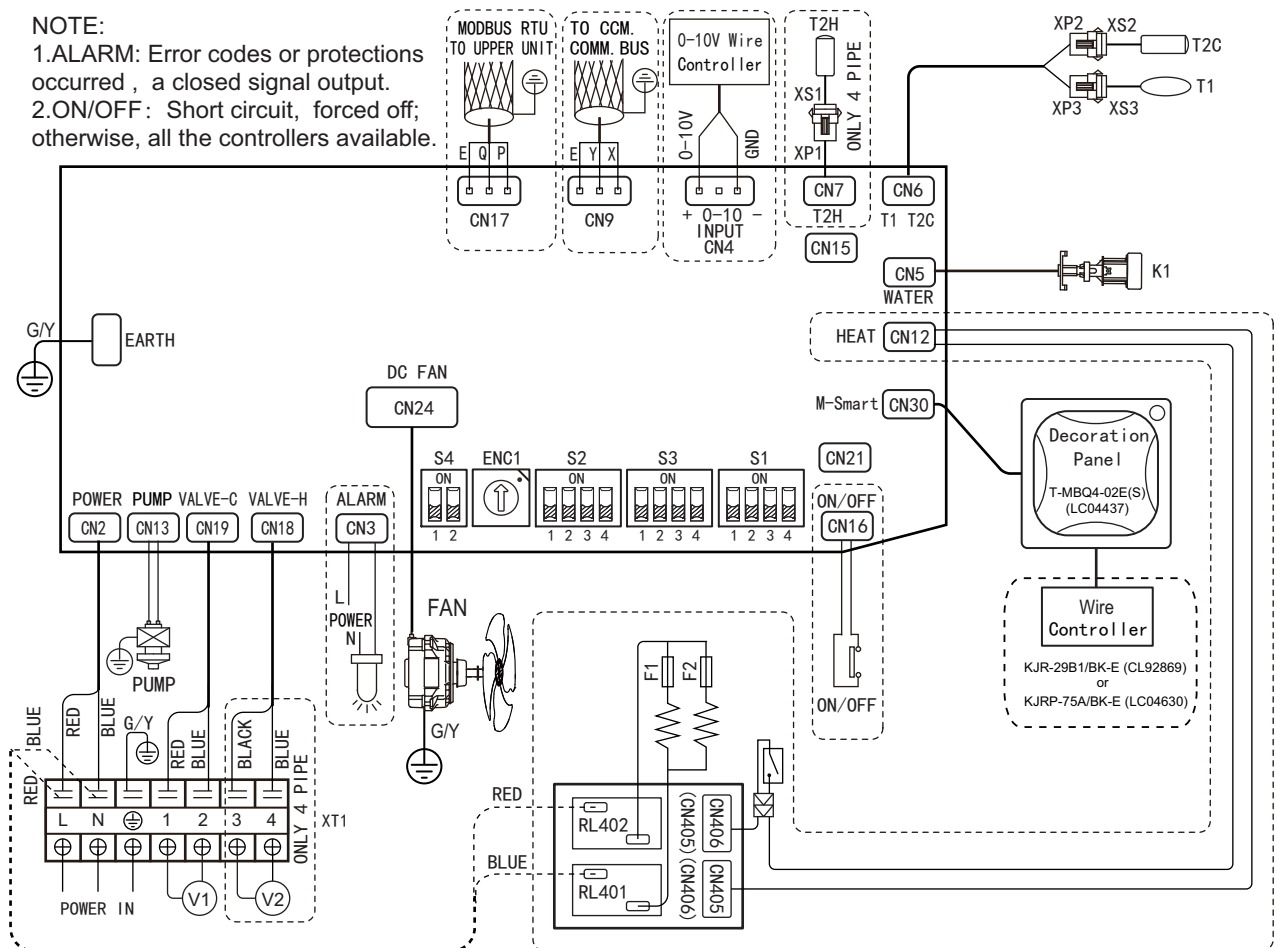 NOTE:
1.ALARM: Error codes or protections
occurred , a closed signal output.
2.ON/OFF: Short circuit, forced off;
otherwise, all the controllers available.
MODBUS RTU
TO UPPER UNIT
E Q P
CN17
TO CCM.
COMM. BUS
E Y X
CN9
0-10V Wire
Controller
0-10V
GND
+ 0-10 -
INPUT
CN4
T2H
XS1
XP1
ONLY 4 PIPE
CN7
T2H
CN15
XP2 XS2
T2C
XP3 XS3
T1
CN6
T1 T2C
CN5
WATER
K1
HEAT CN12
M-Smart CN30
G/Y
EARTH
DC FAN
CN24
Decoration
Panel
T-MBQ4-02E(S)
(LC04437)
Wire
Controller
KJR-29B1/BK-E (CL92869)
or
KJRP-75A/BK-E (LC04630)
S4
ON
1 2
ENC1
S2
ON
1 2 3 4
S3
ON
1 2 3 4
S1
ON
1 2 3 4
CN21
ON/OFF
CN16
ON/OFF
POWER PUMP VALVE-C VALVE-H
CN2 CN13 CN19 CN18
ALARM
CN3
L
POWER
N
FAN
G/Y
PUMP
BLUE
RED
RED
BLUE
G/Y
RED
BLUE
BLACK
BLUE
ONLY 4 PIPE
L N 1 2 3 4
XT1
POWER IN
V1
V2
F1
F2
RED
BLUE
RL402
RL401
(CN405)
CN406
(CN406)
CN405